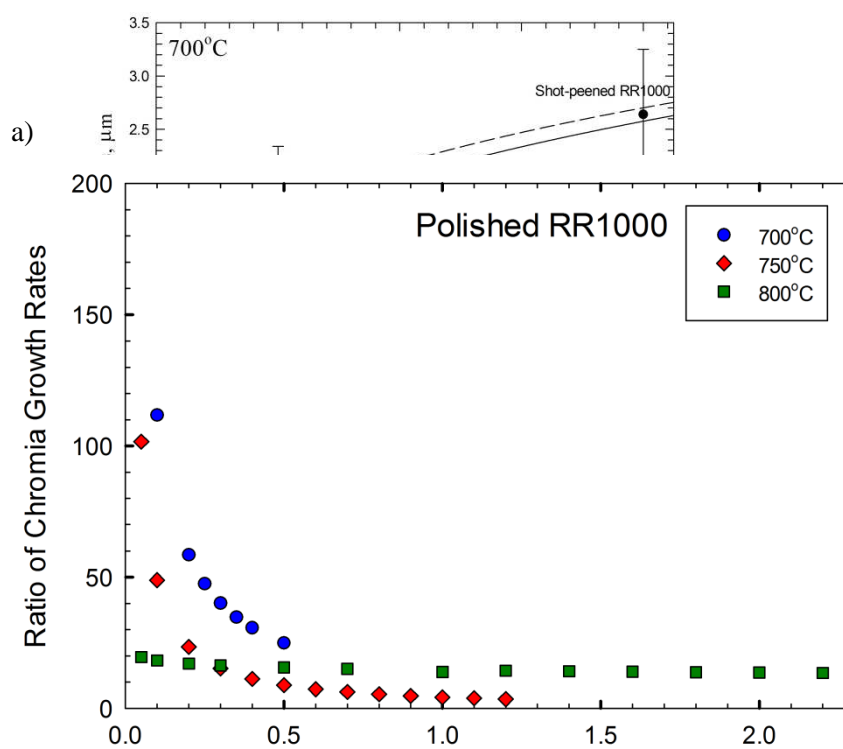 3.5
700°C
3.0
Shot-peened RR1000
a)
2.5
, µm
200
Polished RR1000
700°C
750°C
800°C
150
100
50
0
Ratio of Chromia Growth Rates
0.0 0.5 1.0 1.5 2.0